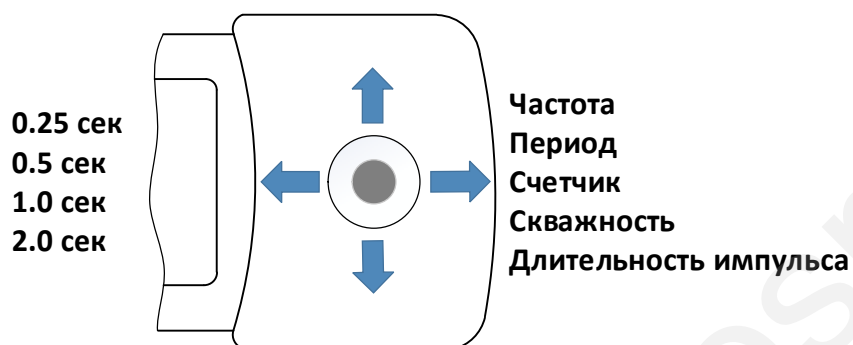 0.25 сек
0.5 сек
1.0 сек
2.0 сек
Частота
Период
Счетчик
Скважность
Длительность импульса